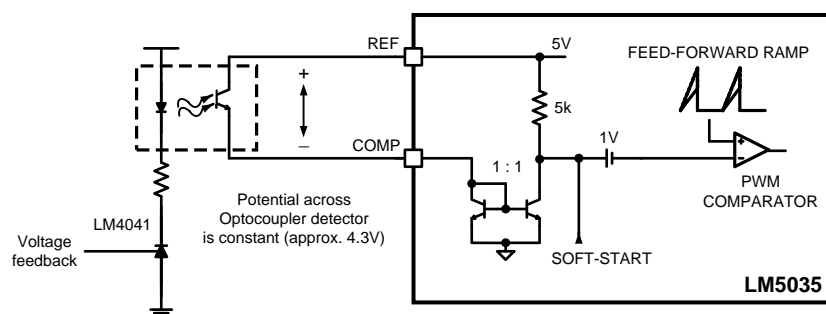 REF
5V
FEED-FORWARD RAMP
+
5k
1V
+
–
–
COMP
1 : 1
PWM
COMPARATOR
Potential across
Optocoupler detector
is constant (approx. 4.3V)
LM4041
Voltage
feedback
SOFT-START
LM5035